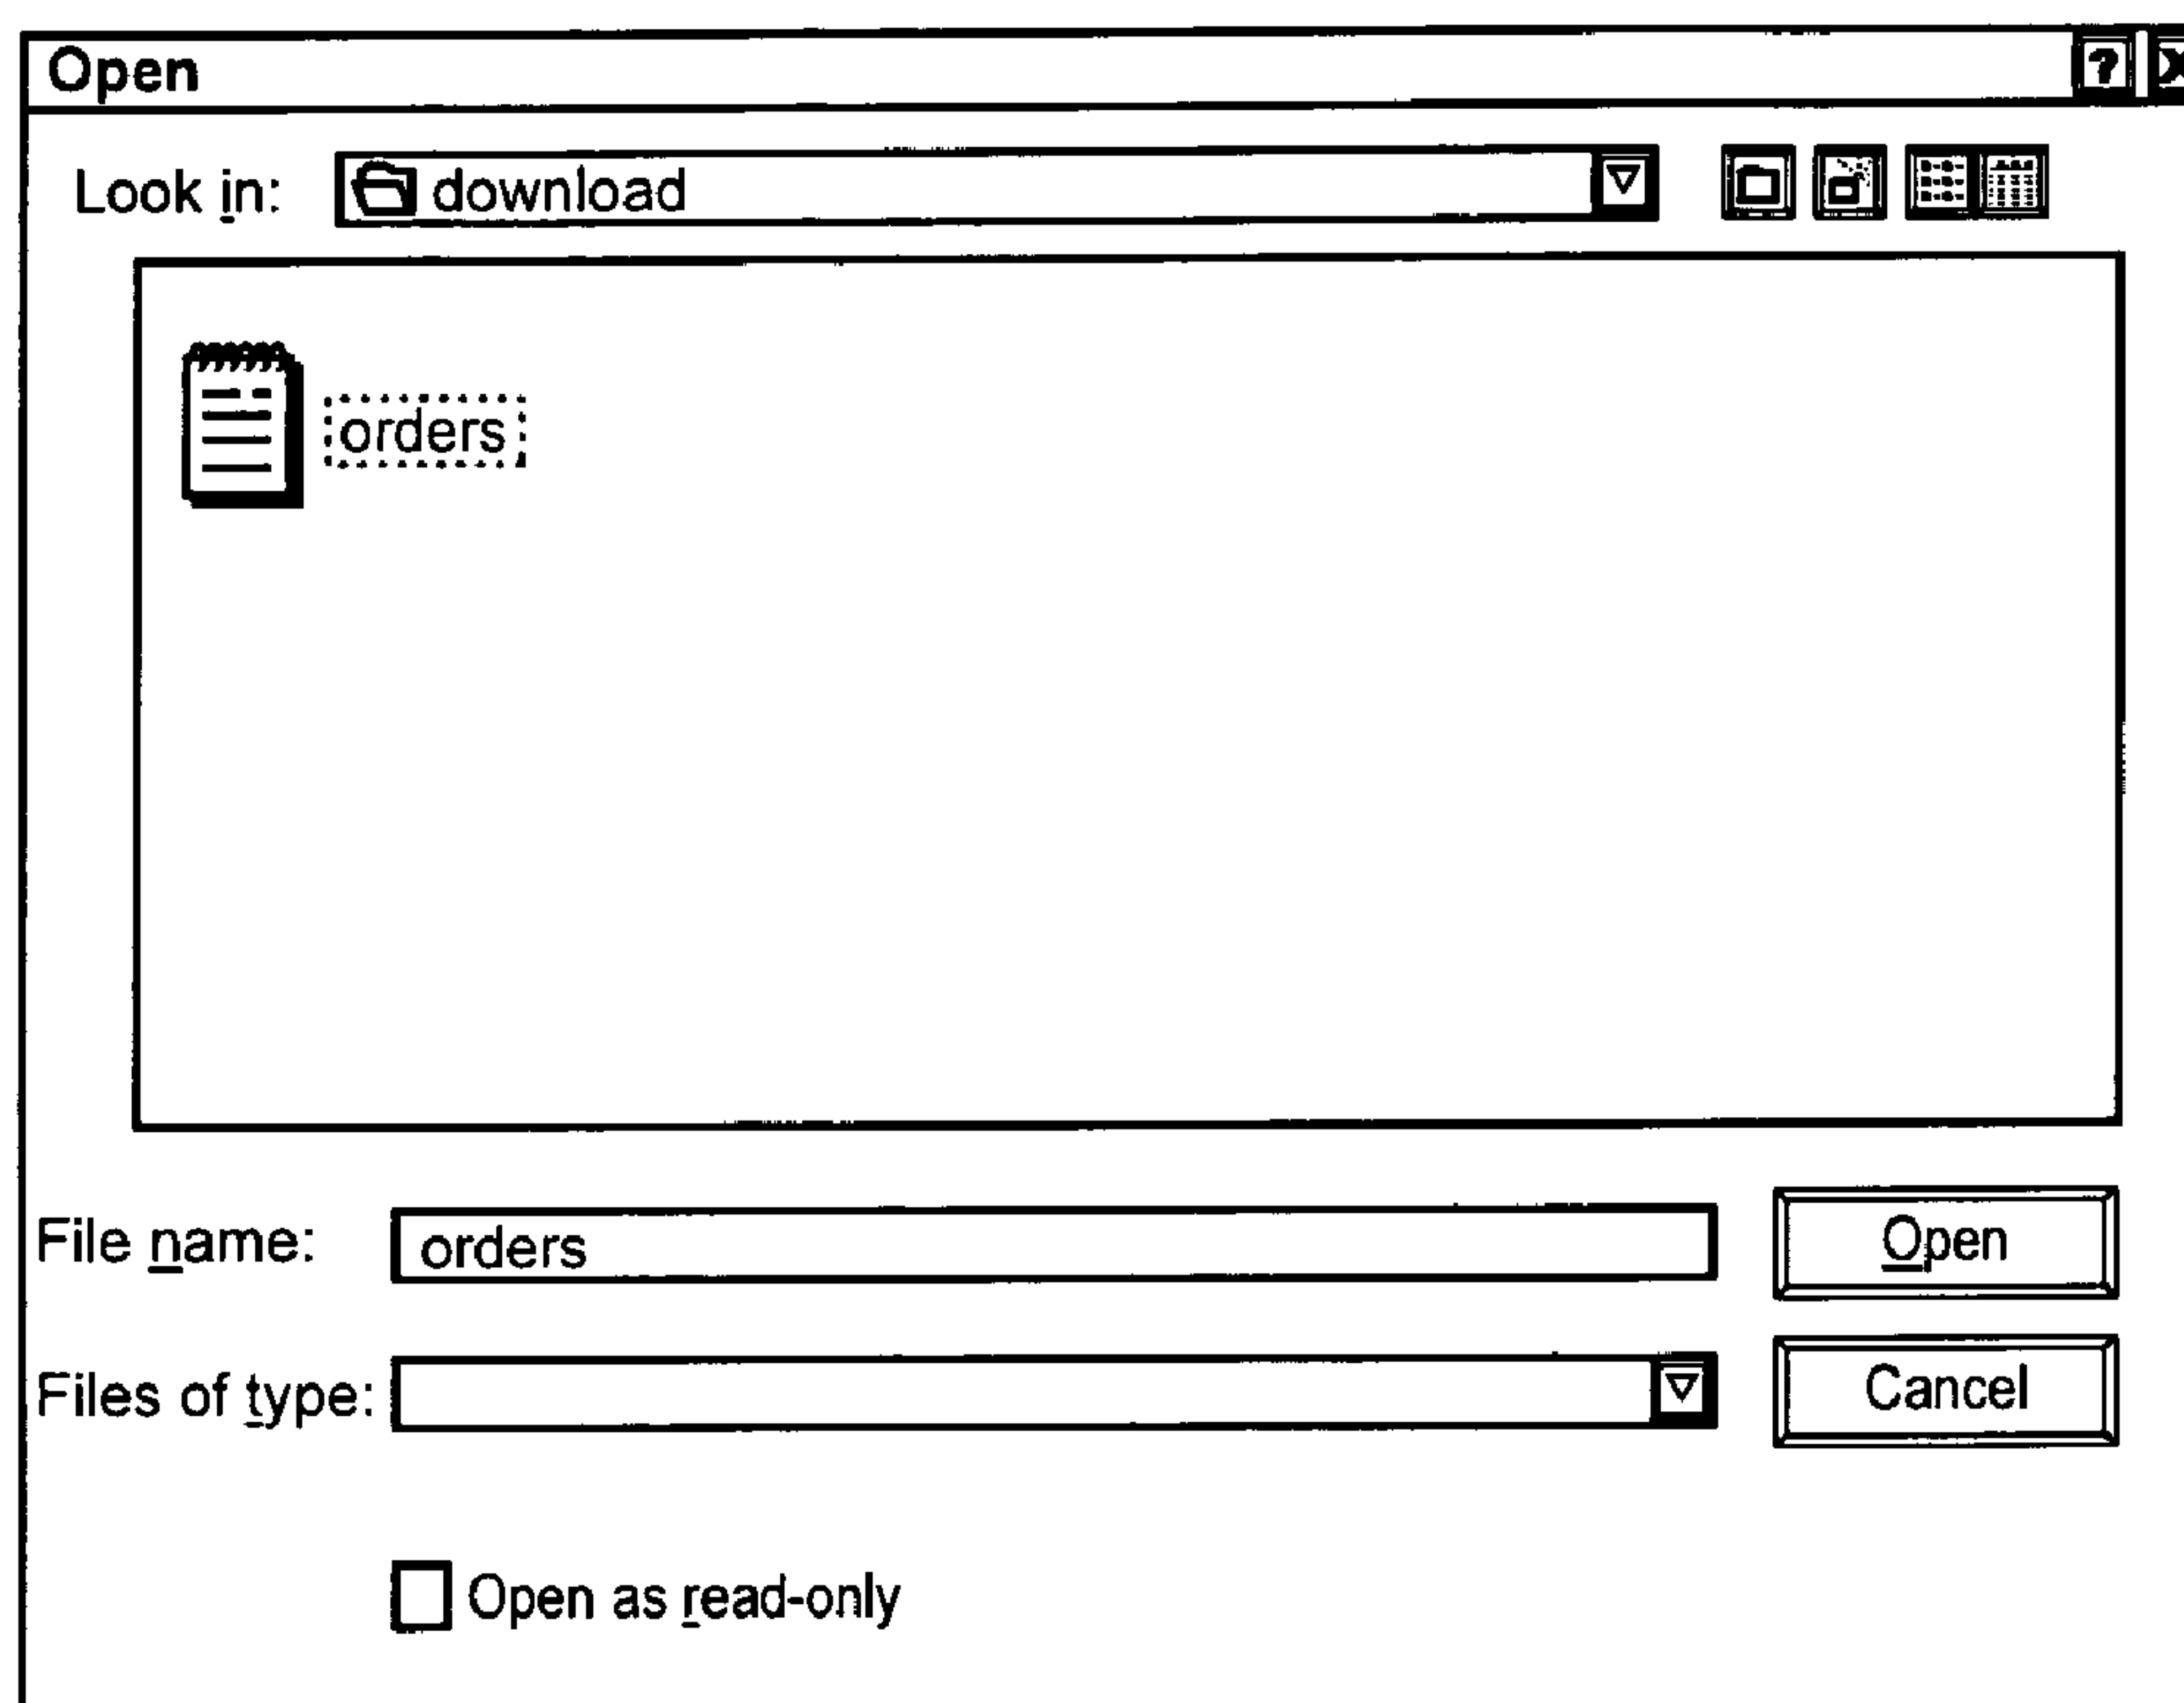 Open ?
Look in: download
orders
File name: orders Open
Files of type: Cancel
Open as read-only